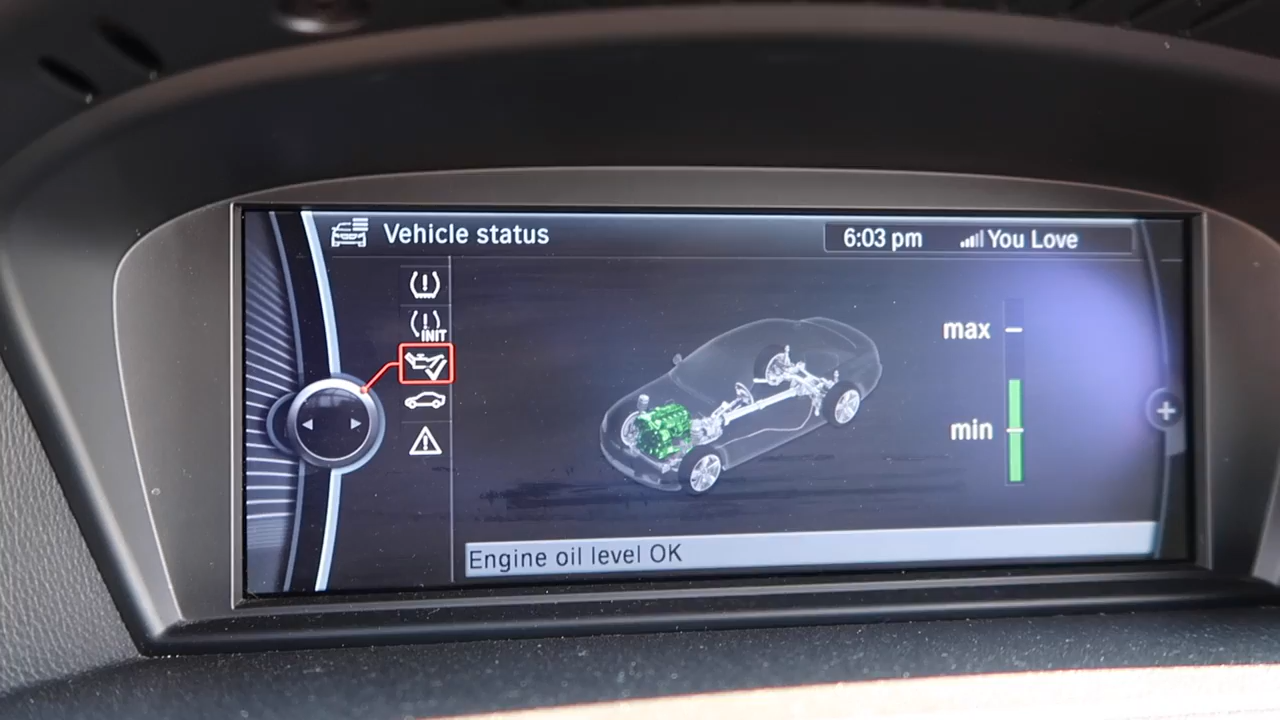 Vehicle status
6:03 pm
You Love
INIT
max
min
Engine oil level OK